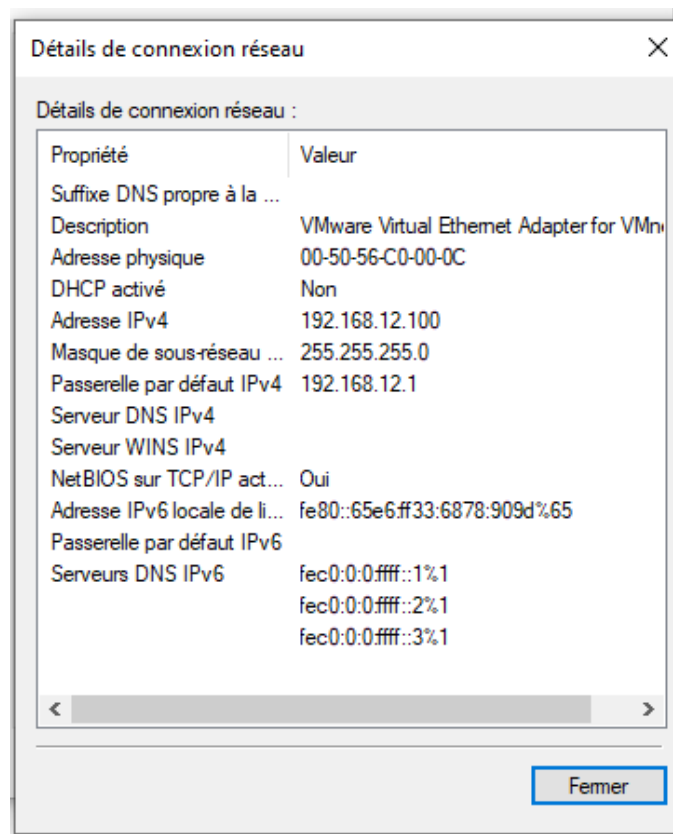 Détails de connexion réseau
Détails de connexion réseau :
Propriété Valeur
Suffixe DNS propre à la ...
Description VMware Virtual Ethernet Adapter for VMn
Adresse physique 00-50-56-C0-00-0C
DHCP activé Non
Adresse IPv4 192.168.12.100
Masque de sous-réseau ... 255.255.255.0
Passerelle par défaut IPv4 192.168.12.1
Serveur DNS IPv4
Serveur WINS IPv4
NetBIOS sur TCP/IP act... Oui
Adresse IPv6 locale de li... fe80::65e6:ff33:6878:909d%65
Passerelle par défaut IPv6
Serveurs DNS IPv6 fec0:0:0:ffff::1%1
fec0:0:0:ffff::2%1
fec0:0:0:ffff::3%1
Fermer